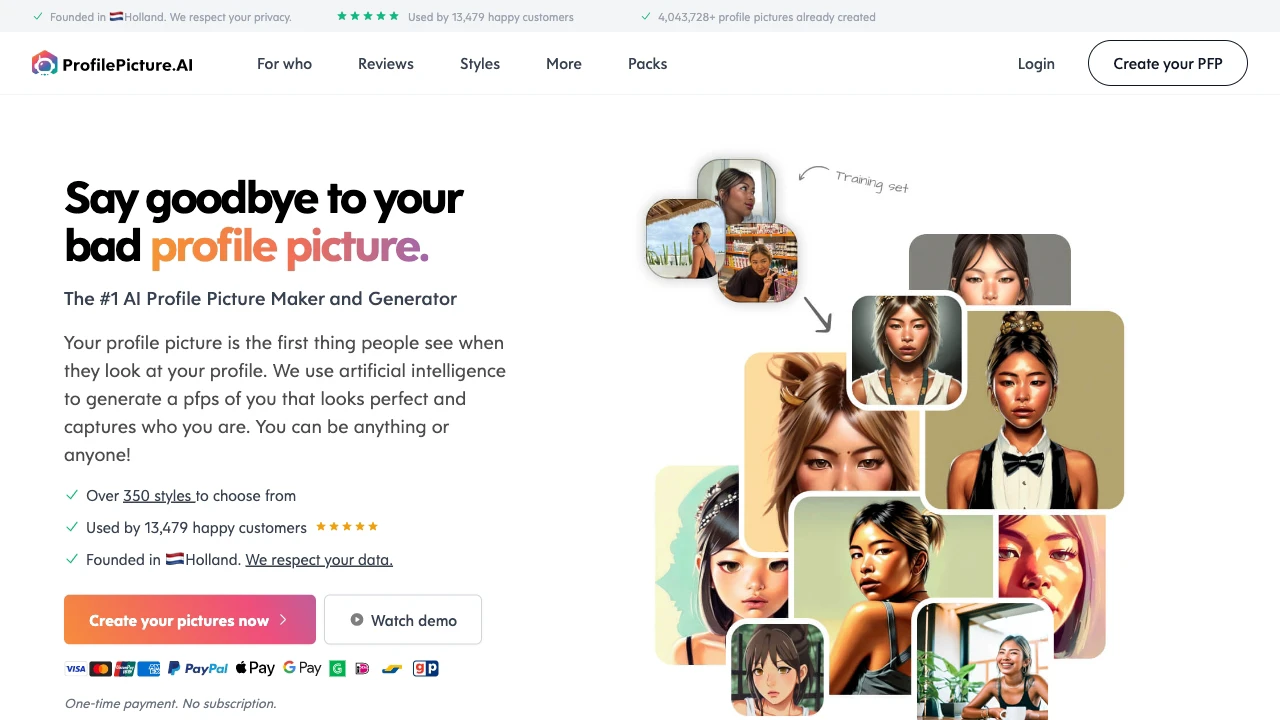 Founded in Holland. We respect your privacy.
Used by 13,479 happy customers
4,043,728+ profile pictures already created
ProfilePicture.AI
For who
Reviews
Styles
More
Packs
Login
Create your PFP
Say goodbye to your
bad profile picture.
The #1 AI Profile Picture Maker and Generator
Your profile picture is the first thing people see when
they look at your profile. We use artificial intelligence
to generate a pfps of you that looks perfect and
captures who you are. You can be anything or
anyone!
Over 350 styles to choose from
Used by 13,479 happy customers
Founded in Holland. We respect your data.
Create your pictures now
Watch demo
VISA
PayPal
Pay
G Pay
One-time payment. No subscription.
Training set